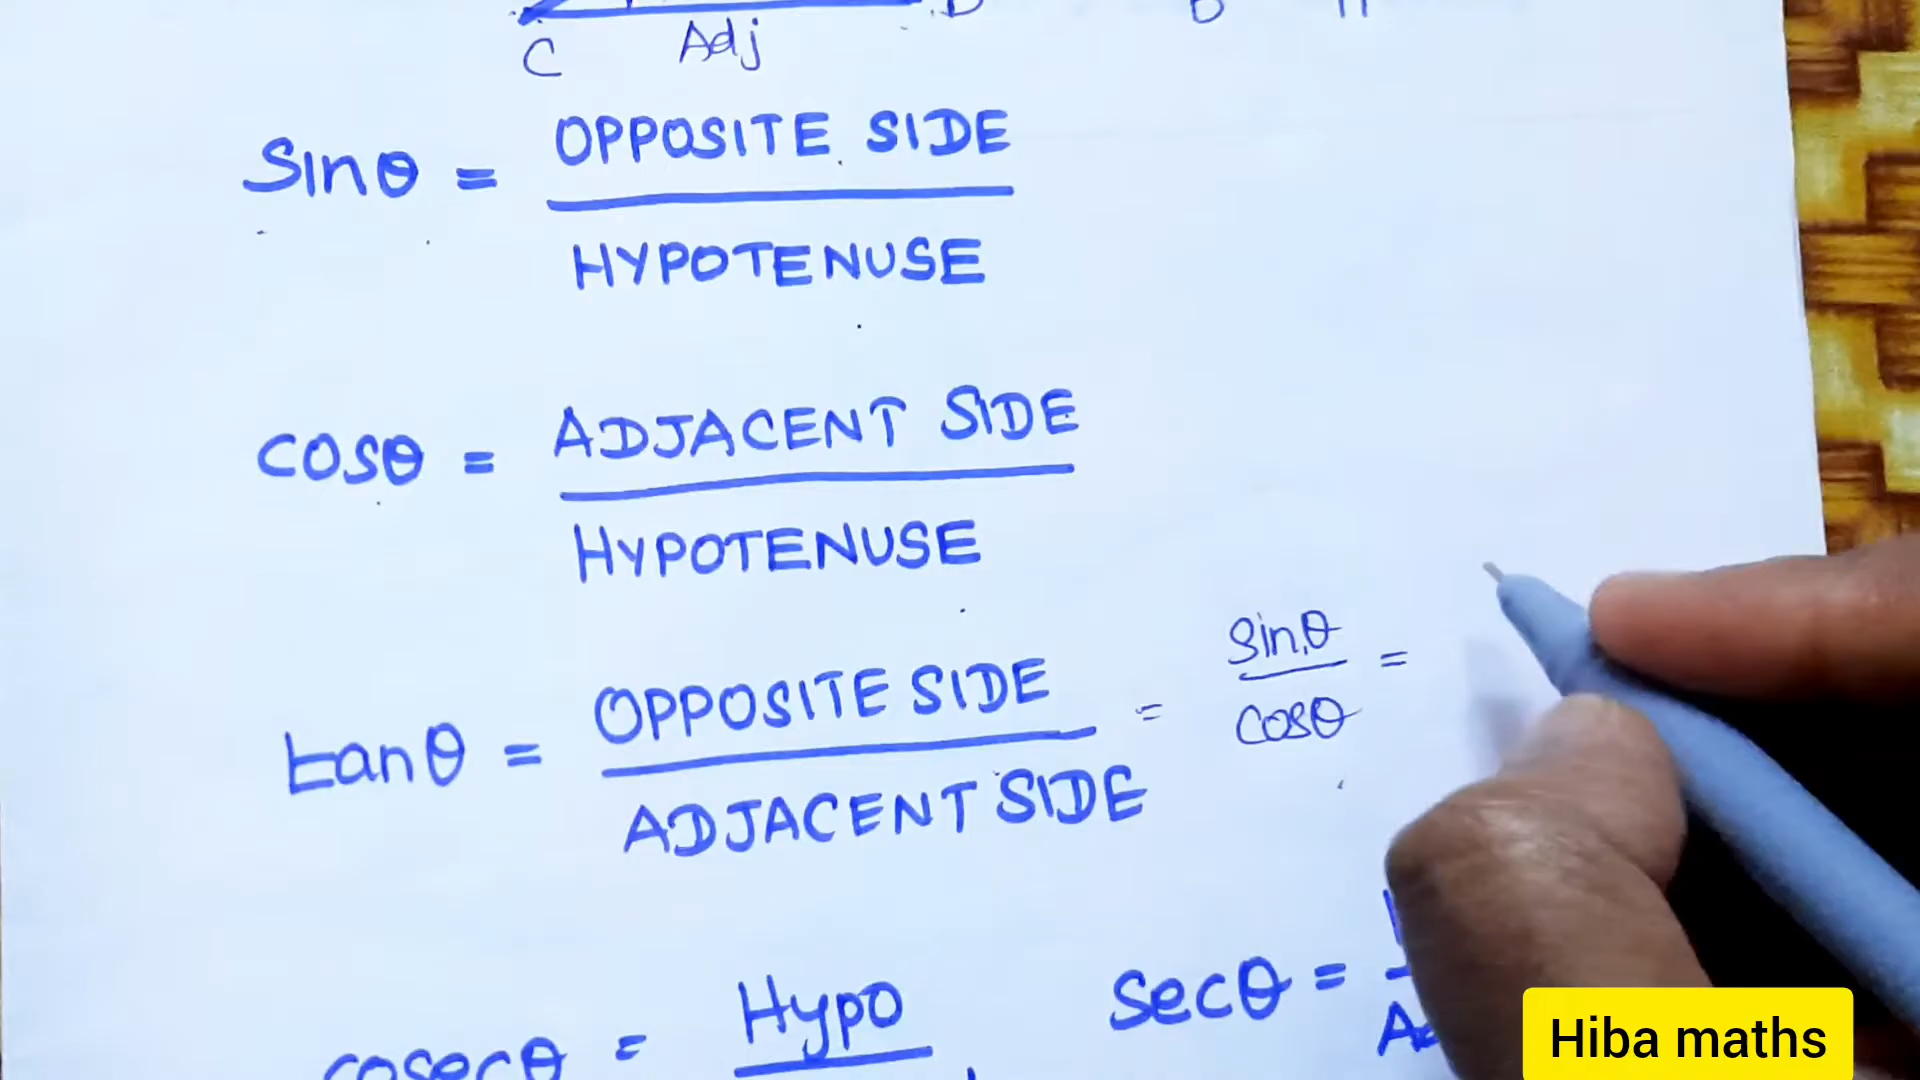 C Adj
Sinθ = OPPOSITE SIDE
HYPOTENUSE
COSθ = ADJACENT SIDE
HYPOTENUSE
tanθ = OPPOSITE SIDE = Sinθ =
ADJACENT SIDE cosθ
cosecθ = Hypo secθ =
Hiba maths